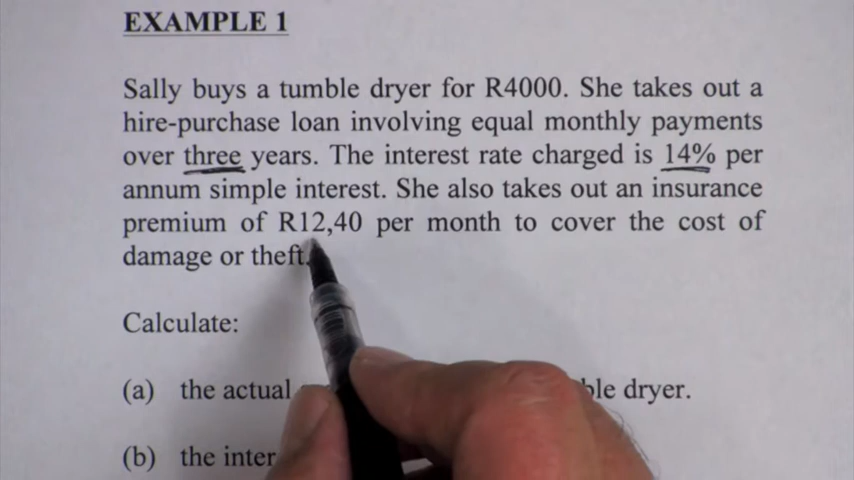 EXAMPLE 1
Sally buys a tumble dryer for R4000. She takes out a
hire-purchase loan involving equal monthly payments
over three years. The interest rate charged is 14% per
annum simple interest. She also takes out an insurance
premium of R12,40 per month to cover the cost of
damage or theft.
Calculate:
(a) the actual dryer.
(b) the